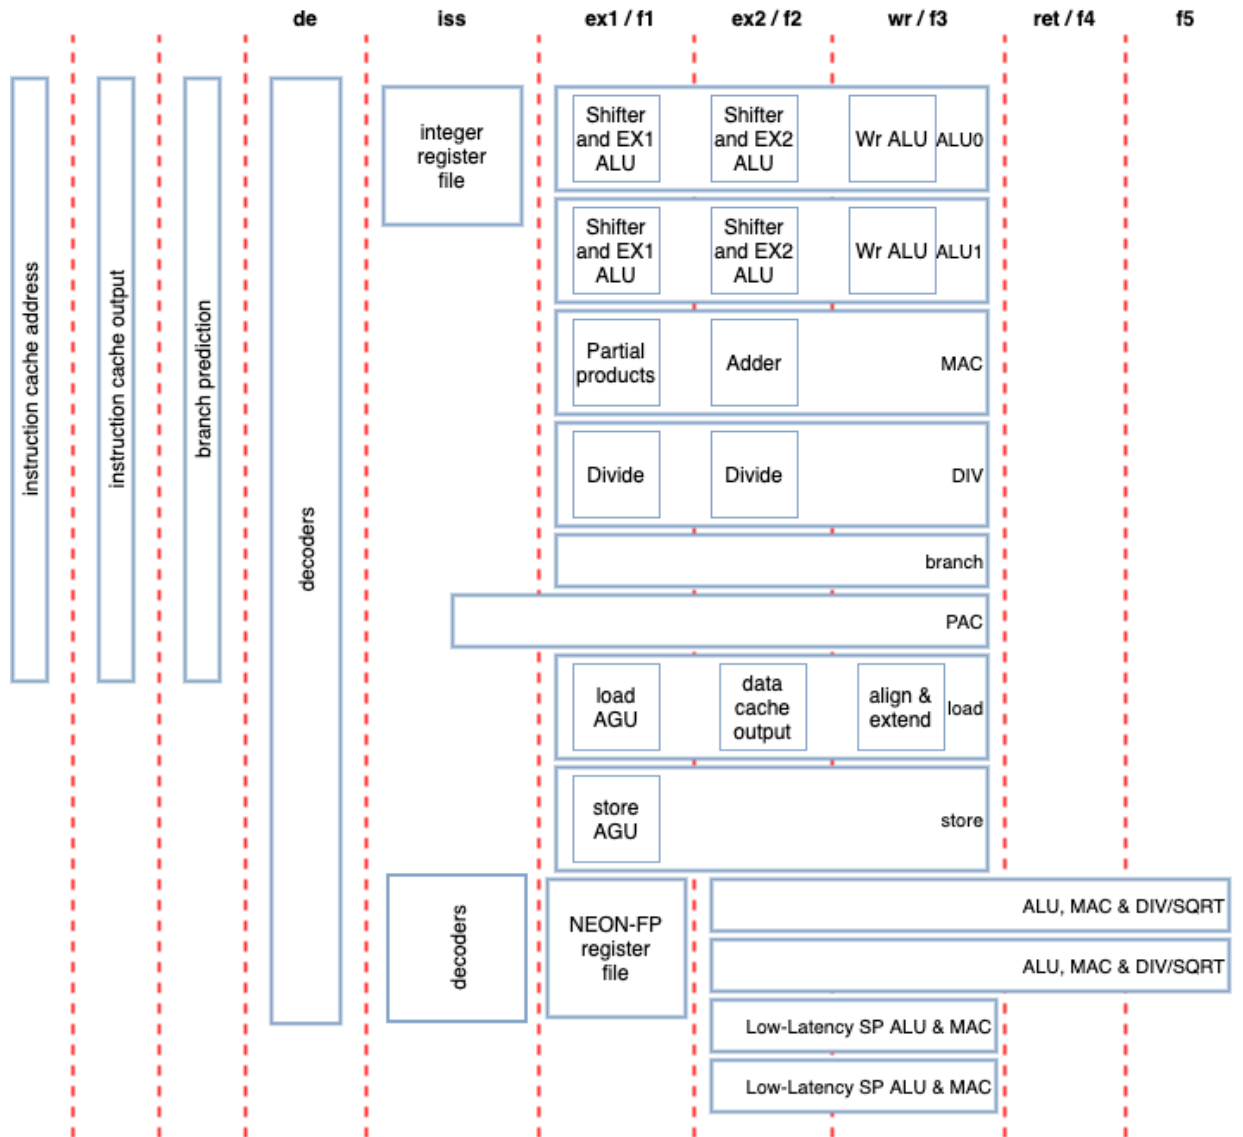 de
iss
ex1 / f1
ex2 / f2
wr / f3
ret / f4
f5
instruction cache address
instruction cache output
branch prediction
decoders
integer
register
file
Shifter
and EX1
ALU
Shifter
and EX2
ALU
Wr ALU
ALU0
Shifter
and EX1
ALU
Shifter
and EX2
ALU
Wr ALU
ALU1
Partial
products
Adder
MAC
Divide
Divide
DIV
branch
PAC
load
AGU
data
cache
output
align &
extend
load
store
AGU
store
decoders
NEON-FP
register
file
ALU, MAC & DIV/SQRT
ALU, MAC & DIV/SQRT
Low-Latency SP ALU & MAC
Low-Latency SP ALU & MAC